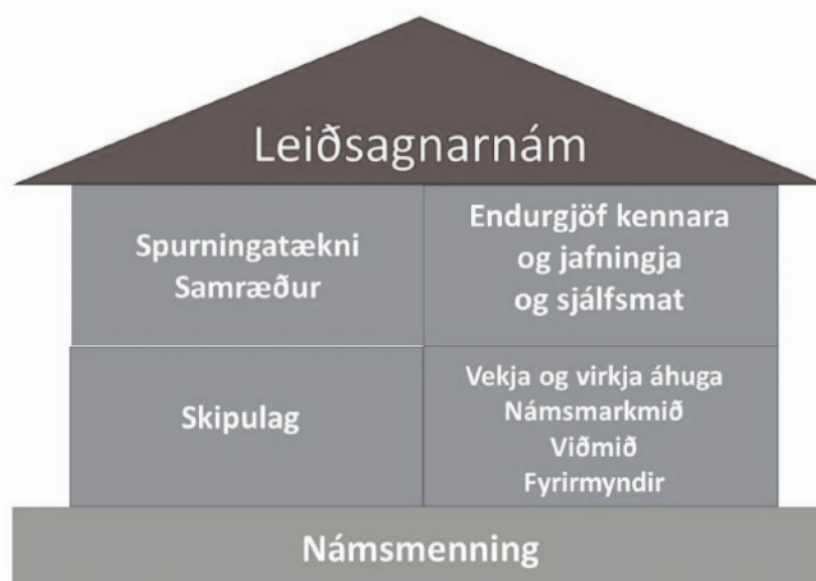 Leiðsagnarnám
Spurningatækni
Samræður
Endurgjöf kennara
og jafningja
og sjálfsmat
Skipulag
Vekja og virkja áhuga
Námsmarkmið
Viðmið
Fyrirmyndir
Námsmenning